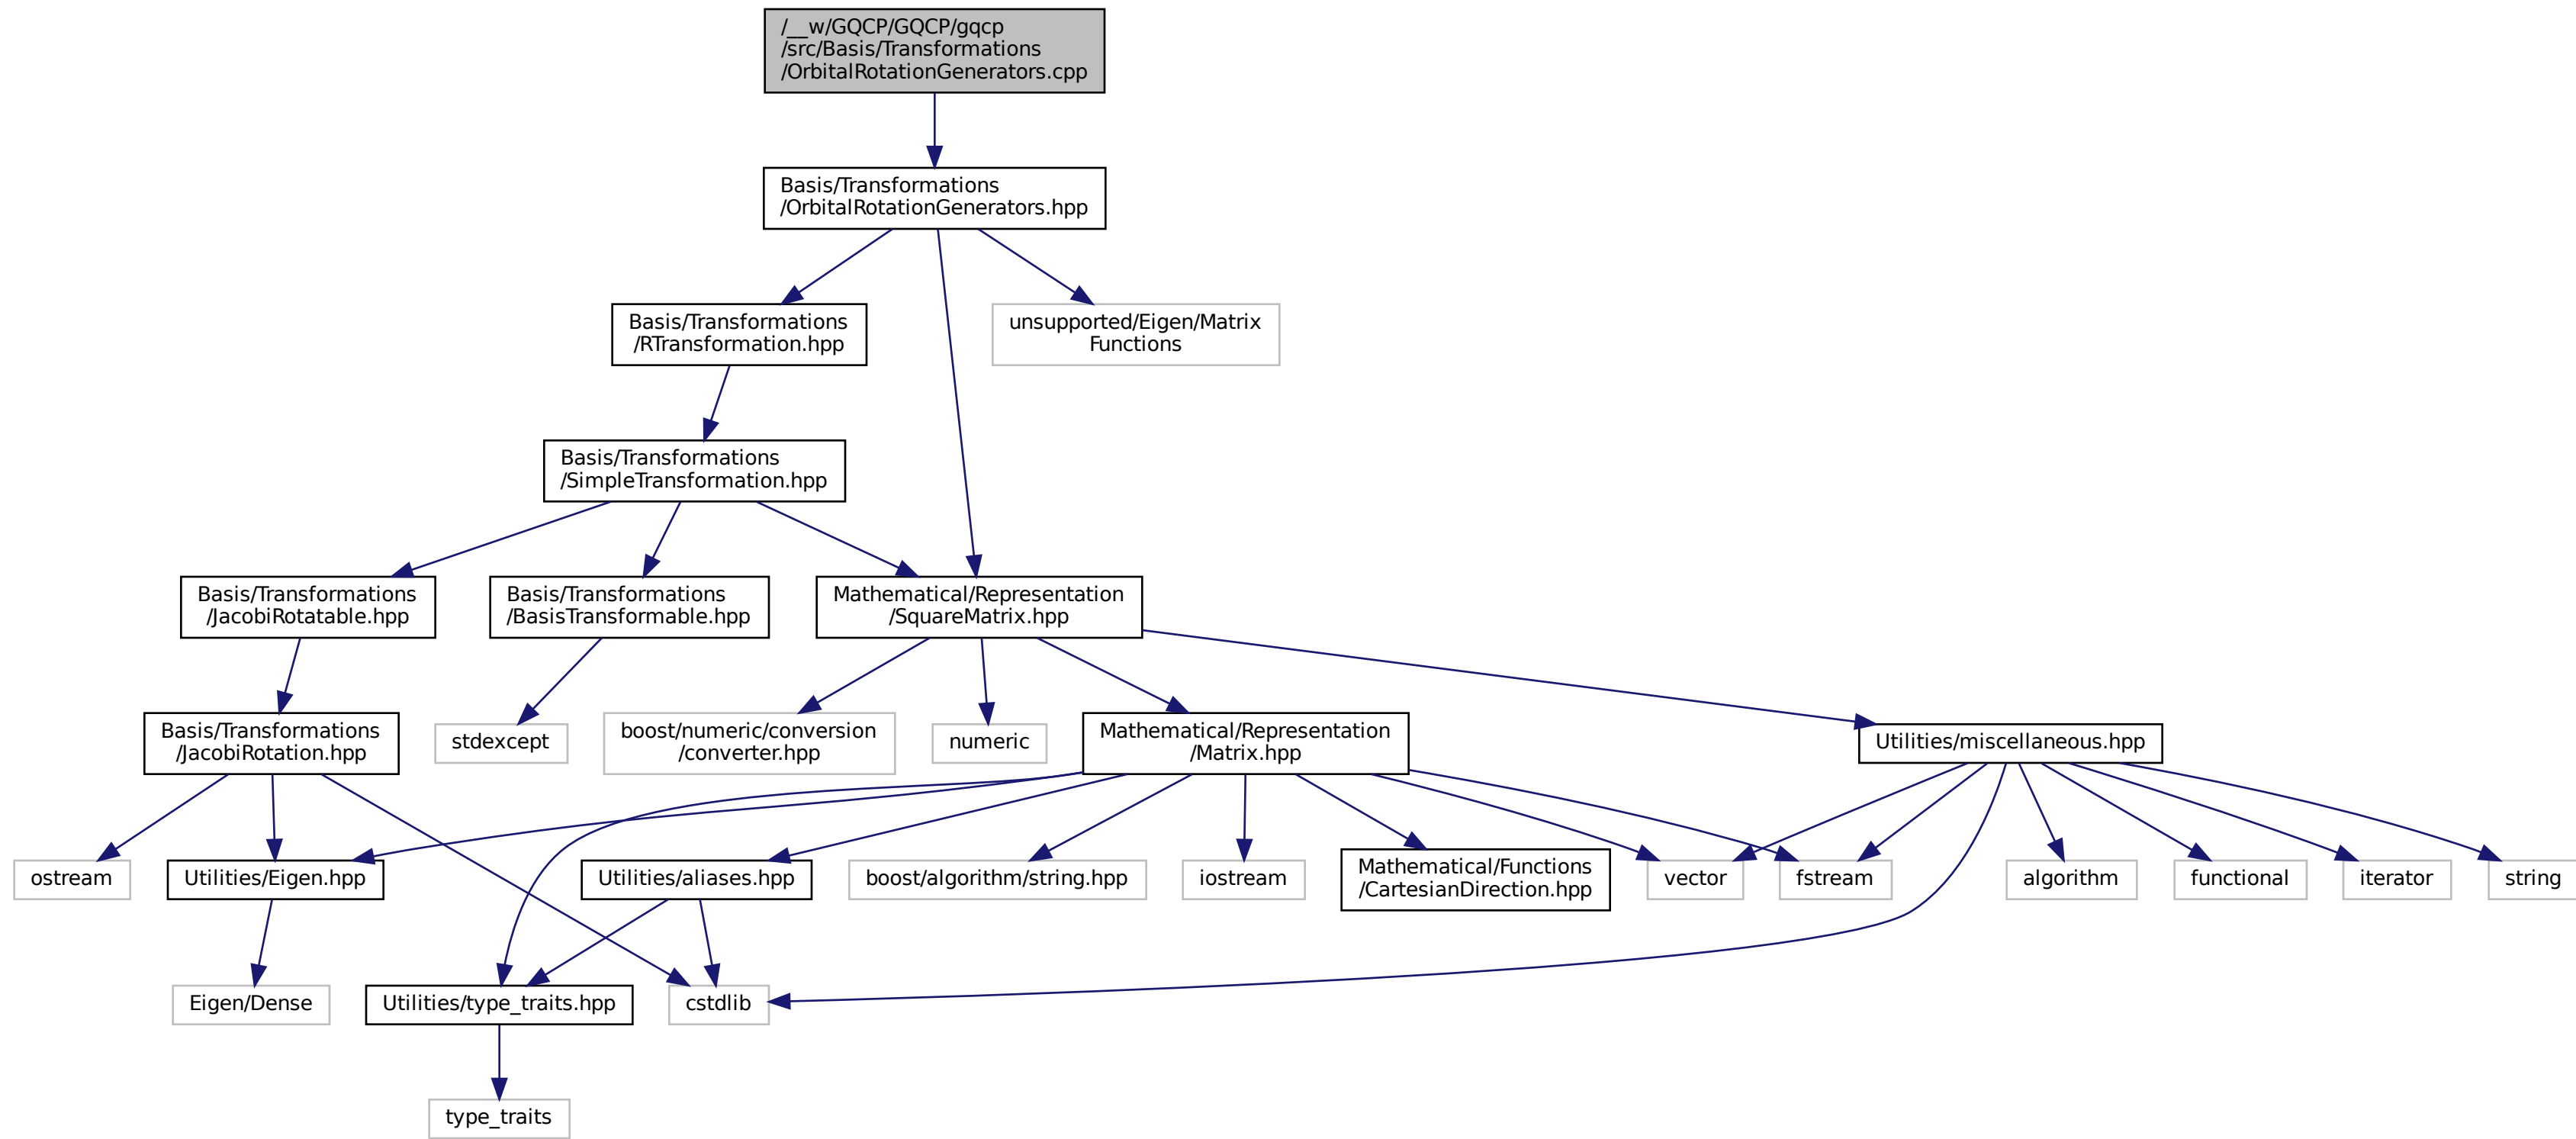 /__w/GQCP/GQCP/gqcp
/src/Basis/Transformations
/OrbitalRotationGenerators.cpp
Basis/Transformations
/OrbitalRotationGenerators.hpp
Basis/Transformations
/RTransformation.hpp
unsupported/Eigen/Matrix
Functions
Basis/Transformations
/SimpleTransformation.hpp
Basis/Transformations
/JacobiRotatable.hpp
Basis/Transformations
/BasisTransformable.hpp
Mathematical/Representation
/SquareMatrix.hpp
Basis/Transformations
/JacobiRotation.hpp
stdexcept
boost/numeric/conversion
/converter.hpp
numeric
Mathematical/Representation
/Matrix.hpp
Utilities/miscellaneous.hpp
ostream
Utilities/Eigen.hpp
Utilities/aliases.hpp
boost/algorithm/string.hpp
iostream
Mathematical/Functions
/CartesianDirection.hpp
vector
fstream
algorithm
functional
iterator
string
Eigen/Dense
Utilities/type_traits.hpp
cstdlib
type_traits